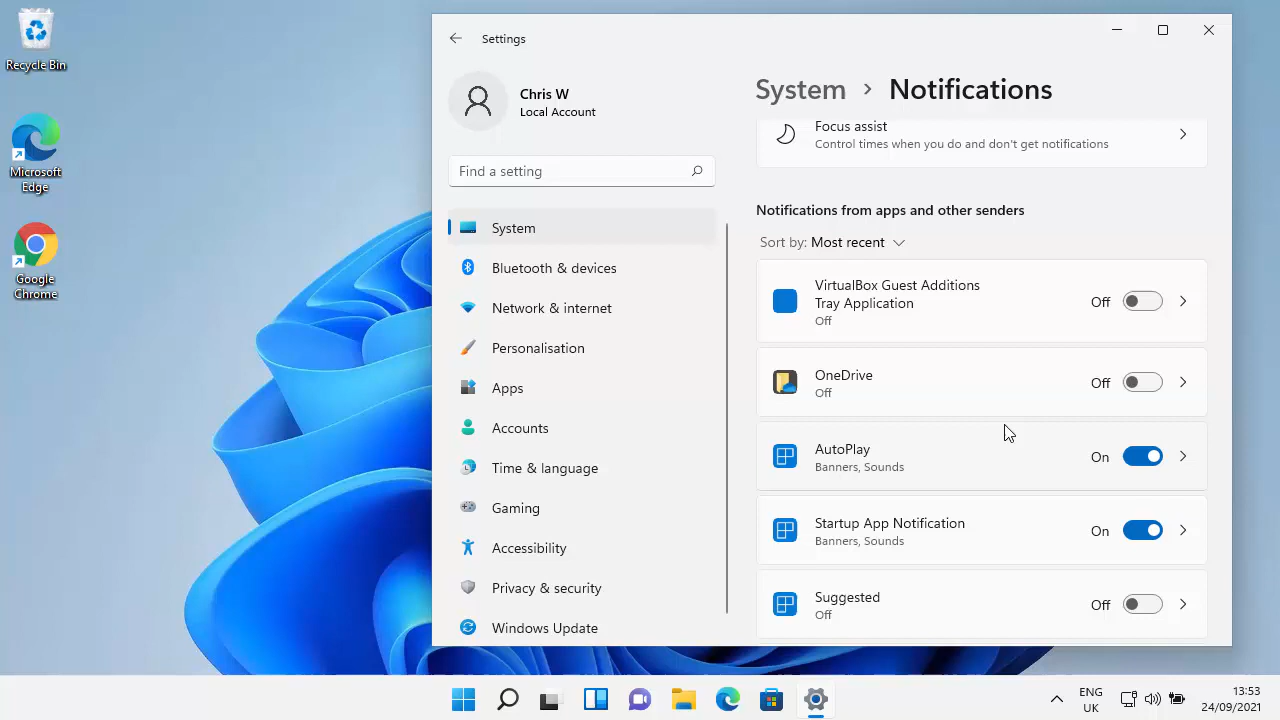 Recycle Bin
Microsoft
Edge
Google
Chrome
Settings
Chris W
Local Account
Find a setting
System
Bluetooth & devices
Network & internet
Personalisation
Apps
Accounts
Time & language
Gaming
Accessibility
Privacy & security
Windows Update
System > Notifications
Focus assist
Control times when you do and don't get notifications
Notifications from apps and other senders
Sort by: Most recent
VirtualBox Guest Additions
Tray Application
Off
Off
OneDrive
Off
Off
AutoPlay
Banners, Sounds
On
Startup App Notification
Banners, Sounds
On
Suggested
Off
Off
ENG
UK
13:53
24/09/2021